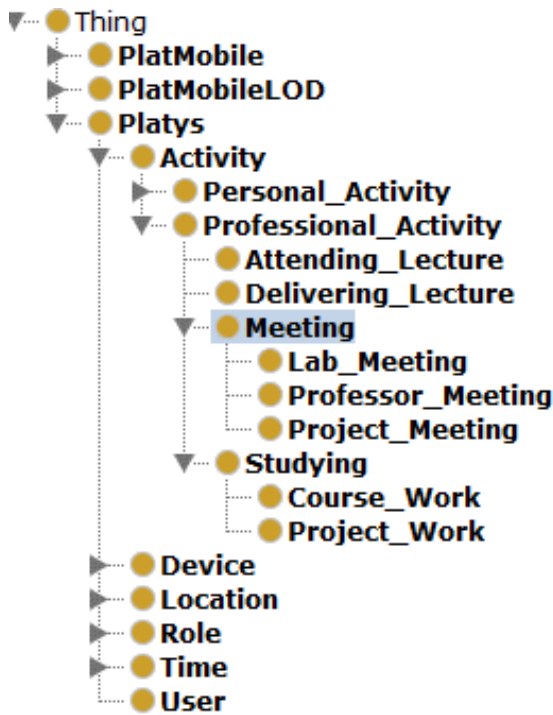 Thing
PlatMobile
PlatMobileLOD
Platys
Activity
Personal_Activity
Professional_Activity
Attending_Lecture
Delivering_Lecture
Meeting
Lab_Meeting
Professor_Meeting
Project_Meeting
Studying
Course_Work
Project_Work
Device
Location
Role
Time
User